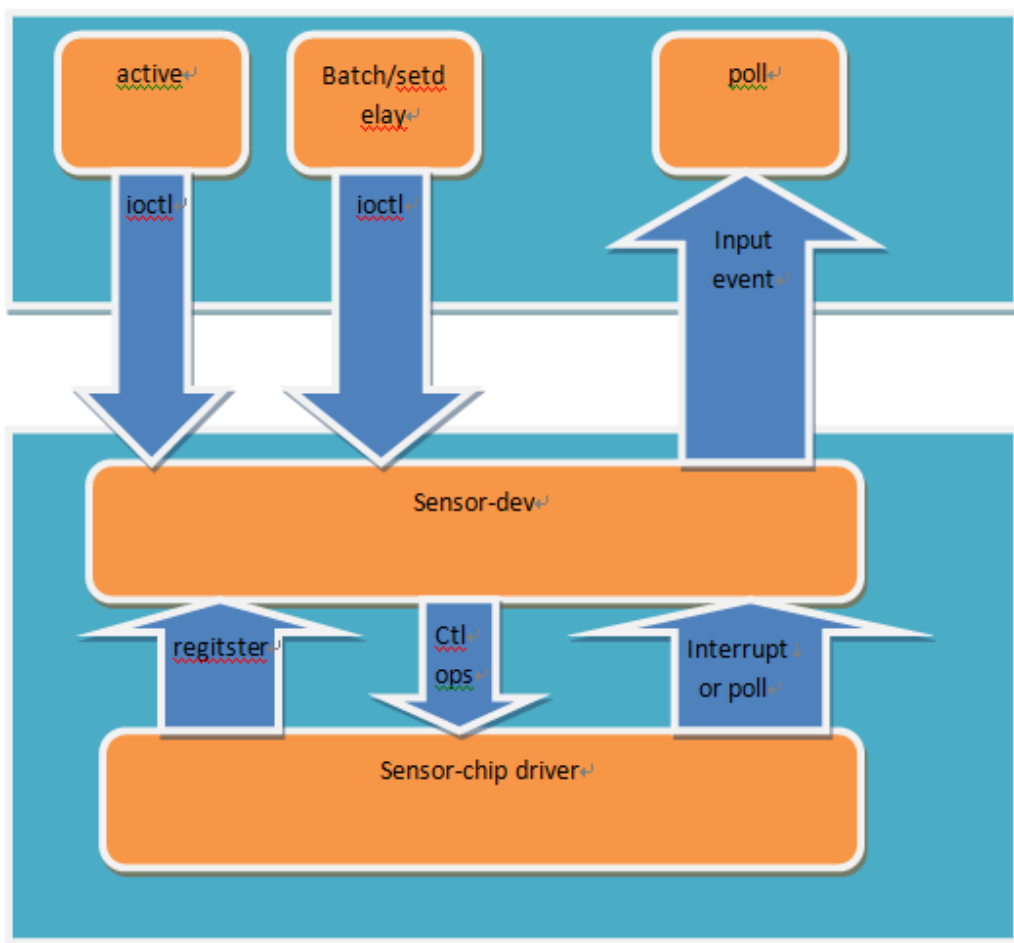 active
Batch/setd
elay
poll
ioctl
ioctl
Input
event
Sensor-dev
regitster
Ctl
ops
Interrupt
or poll
Sensor-chip driver